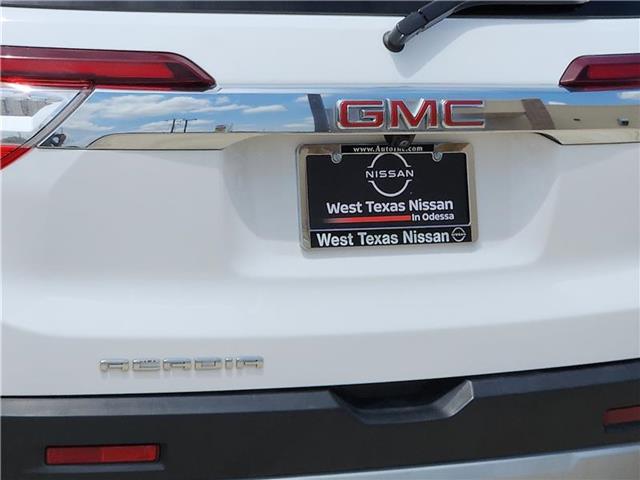 GMC
www.AutoInc.com
NISSAN
West Texas Nissan
In Odessa
West Texas Nissan
ACADIA